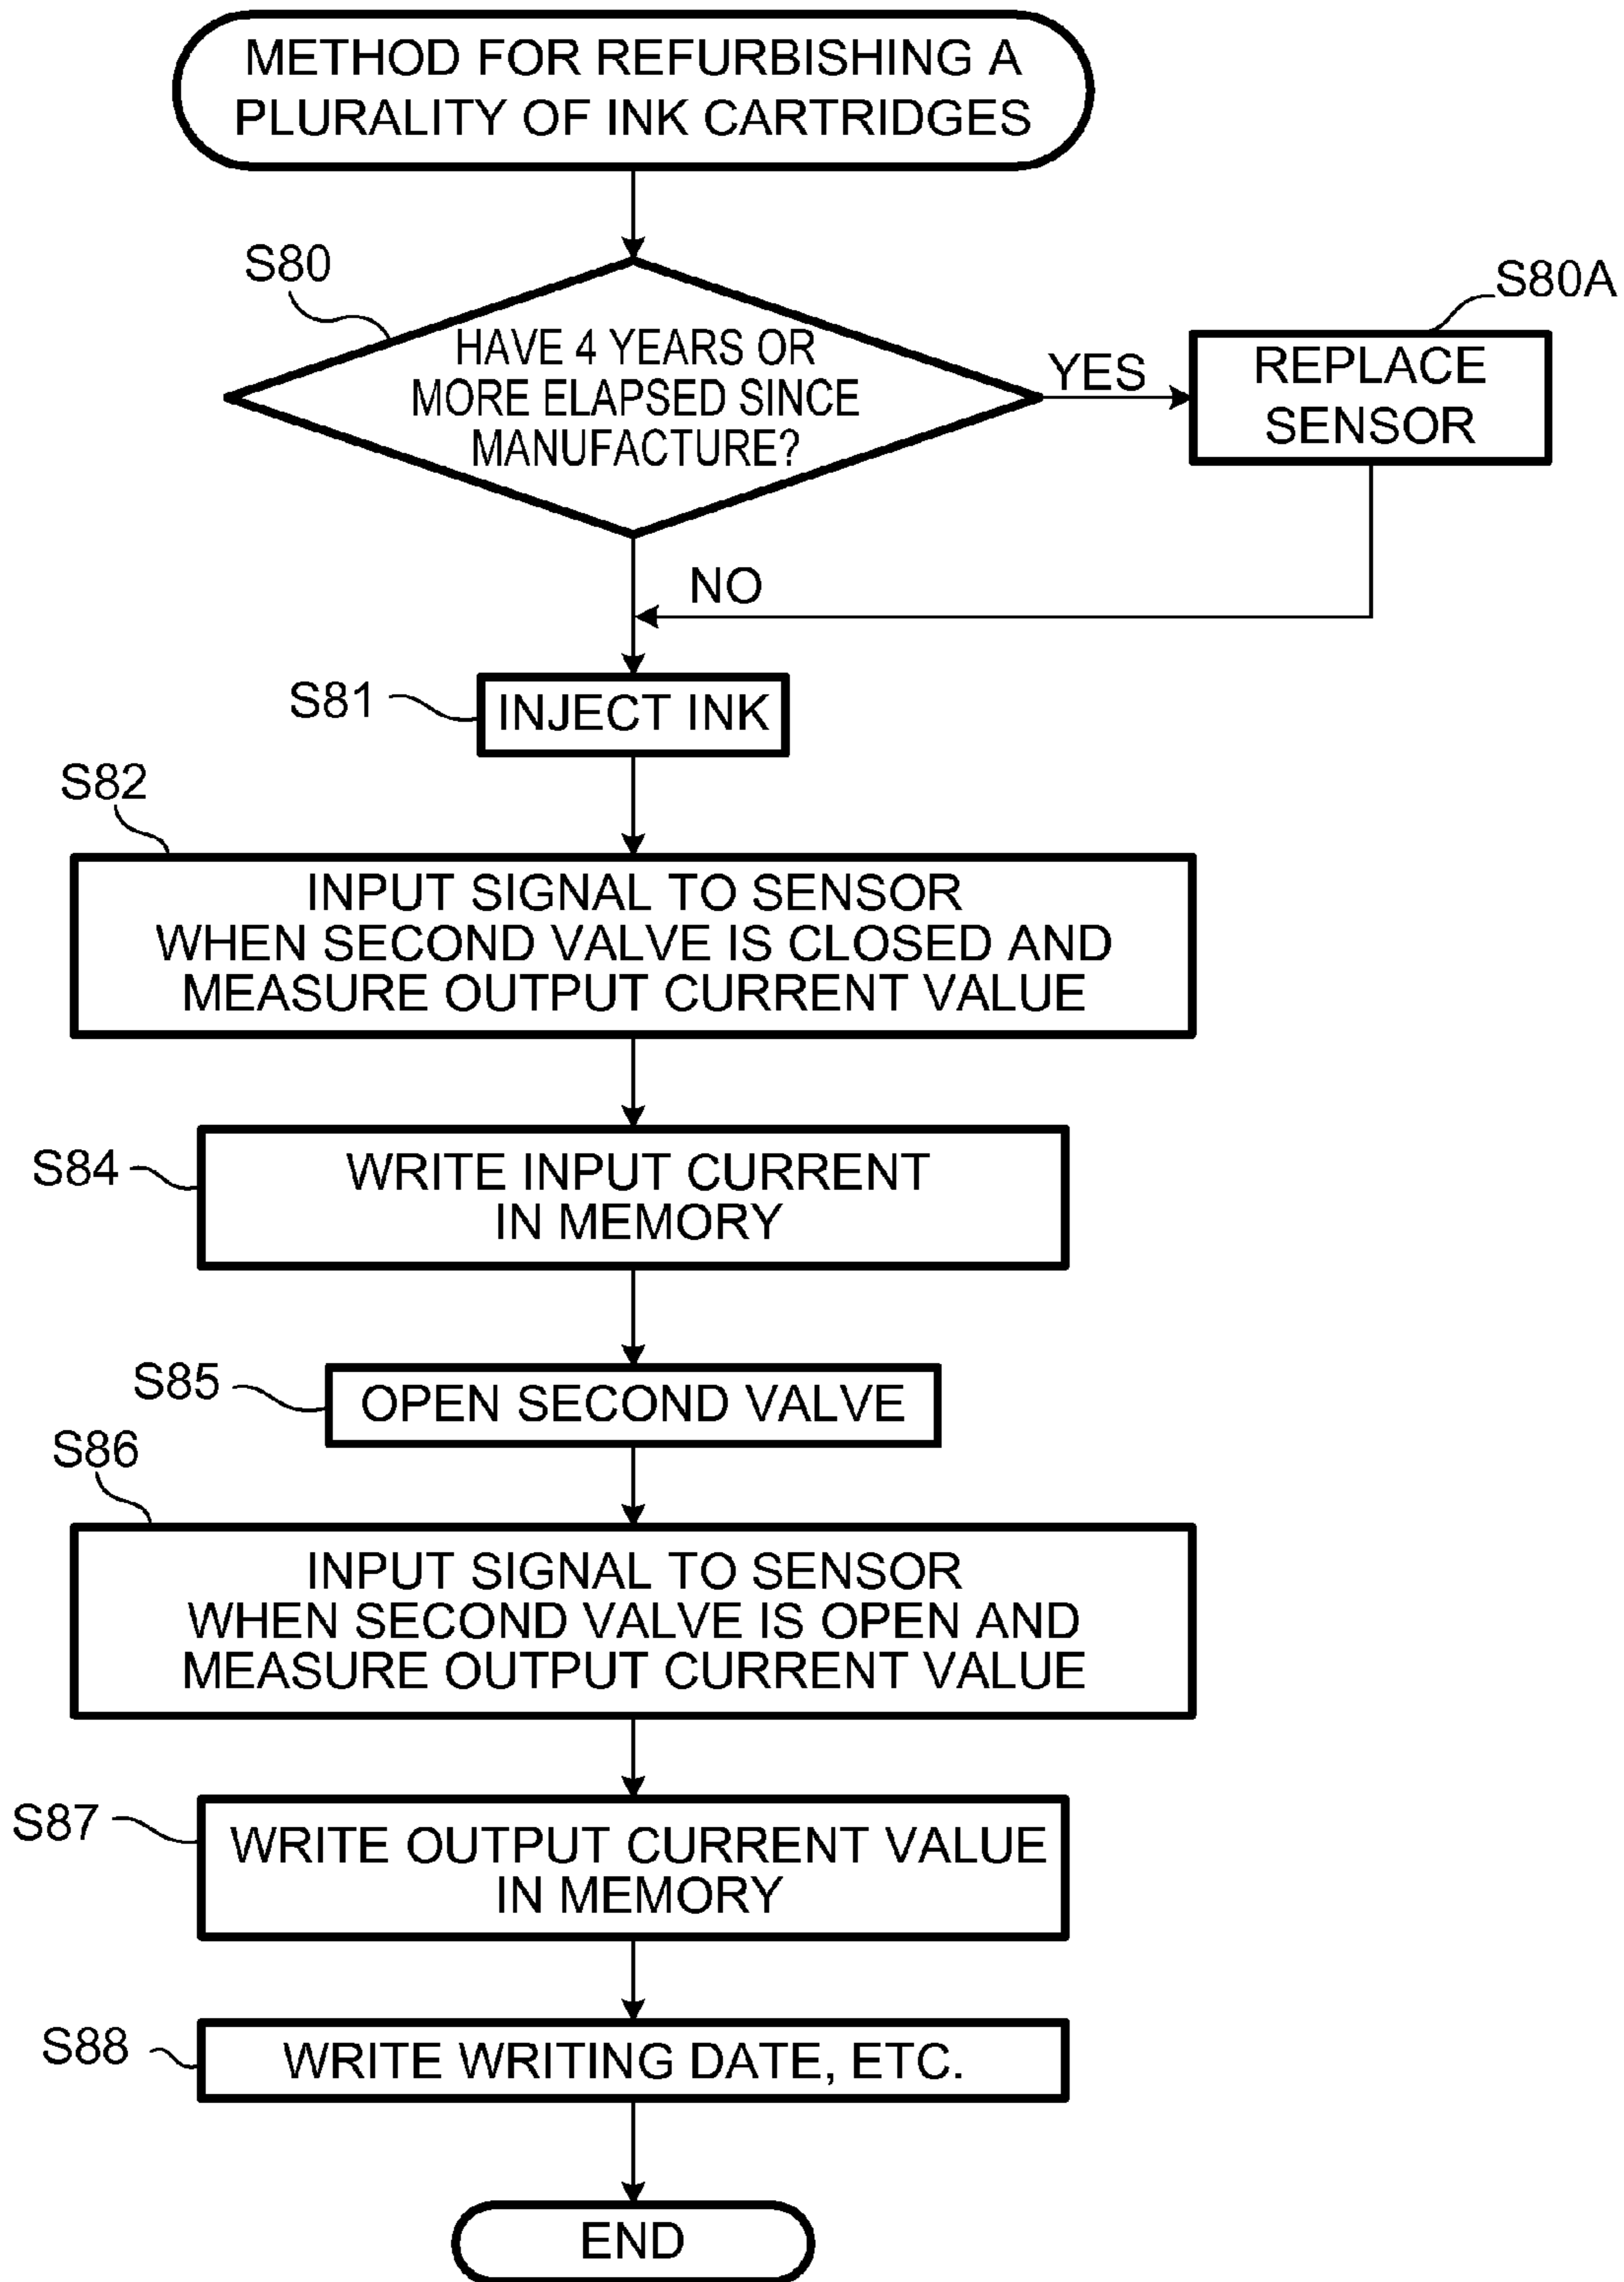 METHOD FOR REFURBISHING A
PLURALITY OF INK CARTRIDGES
S80
HAVE 4 YEARS OR
MORE ELAPSED SINCE
MANUFACTURE?
YES
S80A
REPLACE
SENSOR
NO
S81
INJECT INK
S82
INPUT SIGNAL TO SENSOR
WHEN SECOND VALVE IS CLOSED AND
MEASURE OUTPUT CURRENT VALUE
S84
WRITE INPUT CURRENT
IN MEMORY
S85
OPEN SECOND VALVE
S86
INPUT SIGNAL TO SENSOR
WHEN SECOND VALVE IS OPEN AND
MEASURE OUTPUT CURRENT VALUE
S87
WRITE OUTPUT CURRENT VALUE
IN MEMORY
S88
WRITE WRITING DATE, ETC.
END